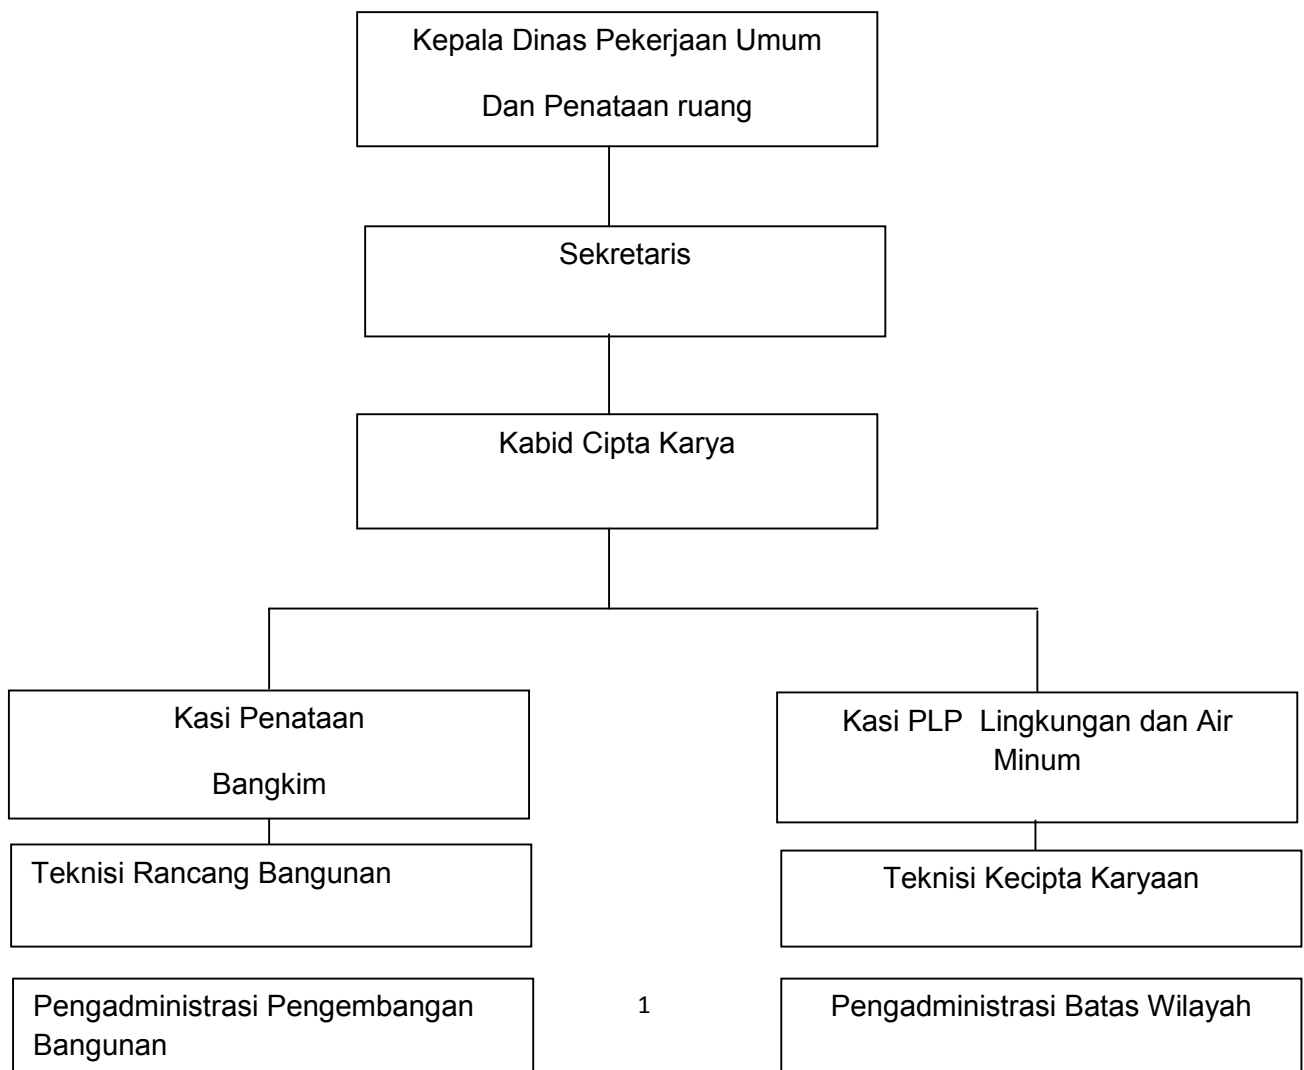 Kepala Dinas Pekerjaan Umum
Dan Penataan ruang
Sekretaris
Kabid Cipta Karya
Kasi Penataan
Bangkim
Kasi PLP  Lingkungan dan Air
Minum
Teknisi Rancang Bangunan
Teknisi Kecipta Karyaan
Pengadministrasi Pengembangan
Bangunan
1
Pengadministrasi Batas Wilayah